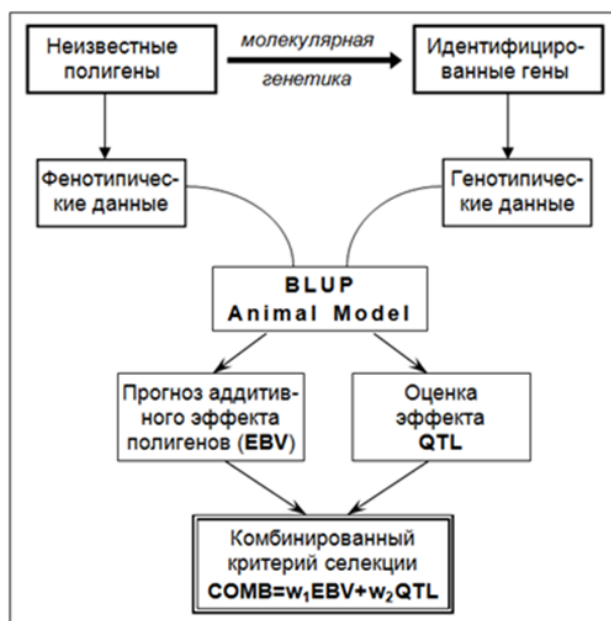 Неизвестные
полигены
молекулярная
генетика
Идентифициро-
ванные гены
Фенотипичес-
кие данные
Генотипичес-
кие данные
BLUP
Animal Model
Прогноз аддитив-
ного эффекта
полигенов (EBV)
Оценка
эффекта
QTL
Комбинированный
критерий селекции
COMB=w₁EBV+w₂QTL